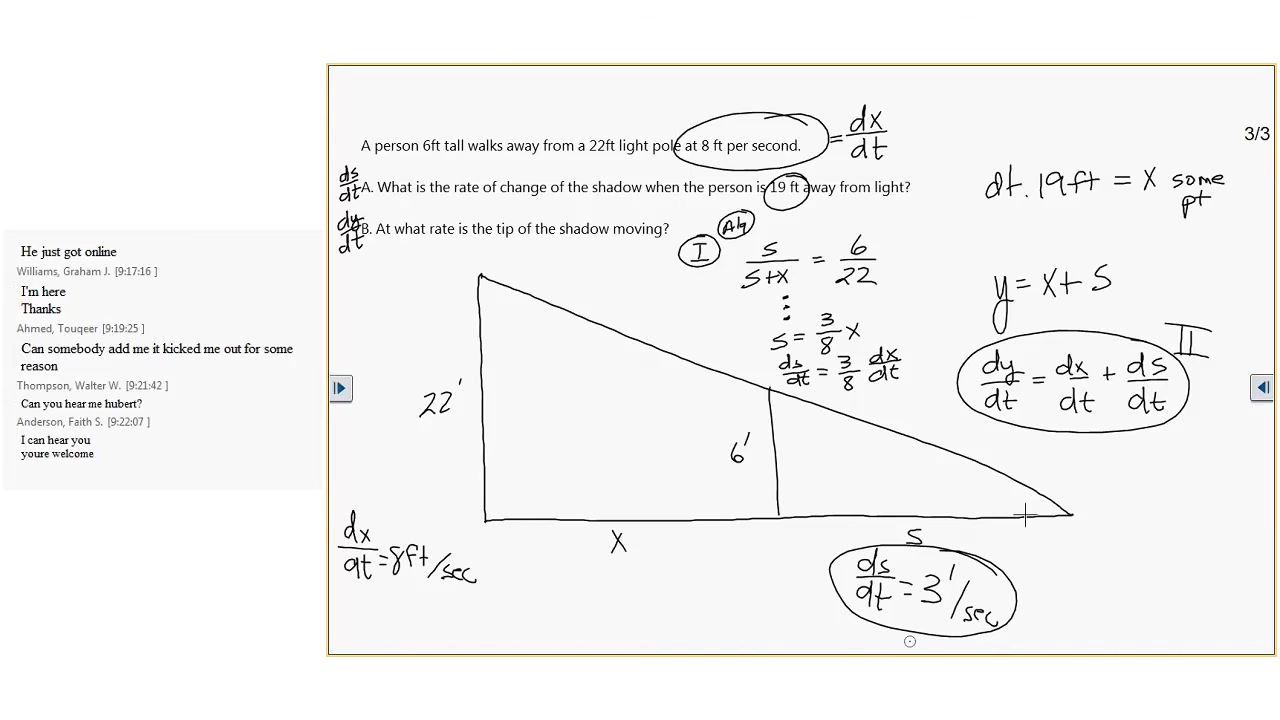 He just got online
Williams, Graham J. [9:17:16 ]
I'm here
Thanks
Ahmed, Touqeer [9:19:25 ]
Can somebody add me it kicked me out for some
reason
Thompson, Walter W. [9:21:42 ]
Can you hear me hubert?
Anderson, Faith S. [9:22:07 ]
I can hear you
youre welcome
A person 6ft tall walks away from a 22ft light pole at 8 ft per second. = dx/dt
3/3
ds/dt A. What is the rate of change of the shadow when the person is 19 ft away from light?
dt. 19ft = x some pt
dy/dt B. At what rate is the tip of the shadow moving?
I Alg
s/(s+x) = 6/22
s = 3/8 x
ds/dt = 3/8 dx/dt
y = x + s
II
dy/dt = dx/dt + ds/dt
22'
6'
x
s
dx/dt = 8ft/sec
ds/dt = 3'/sec